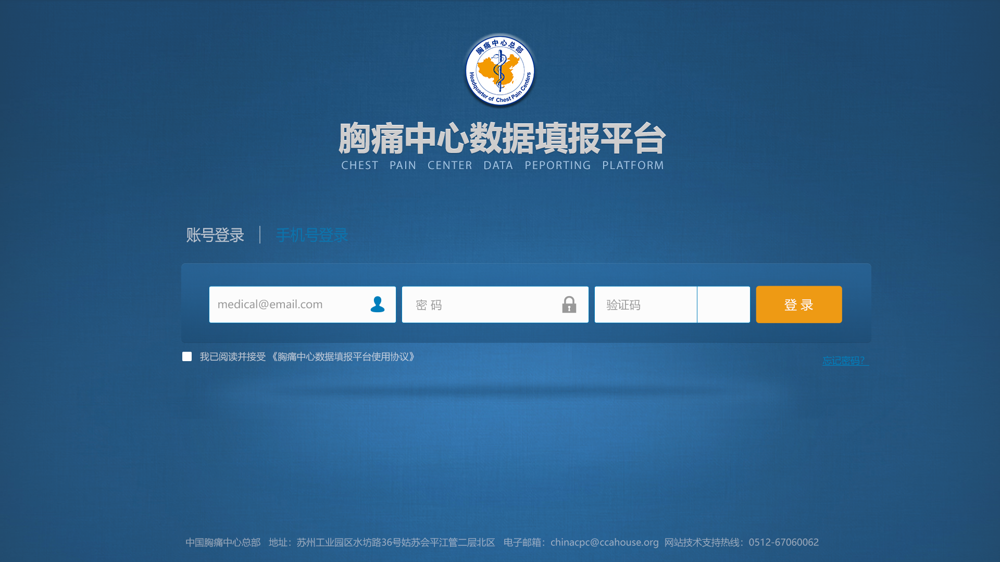 胸痛中心总部
Headquarter of Chest Pain Centers
胸痛中心数据填报平台
CHEST PAIN CENTER DATA PEPORTING PLATFORM
账号登录 | 手机号登录
medical@email.com
密 码
验证码
登 录
我已阅读并接受 《胸痛中心数据填报平台使用协议》
忘记密码?
中国胸痛中心总部 地址：苏州工业园区水坊路36号姑苏会平江管二层北区 电子邮箱：chinacpc@ccahouse.org 网站技术支持热线：0512-67060062